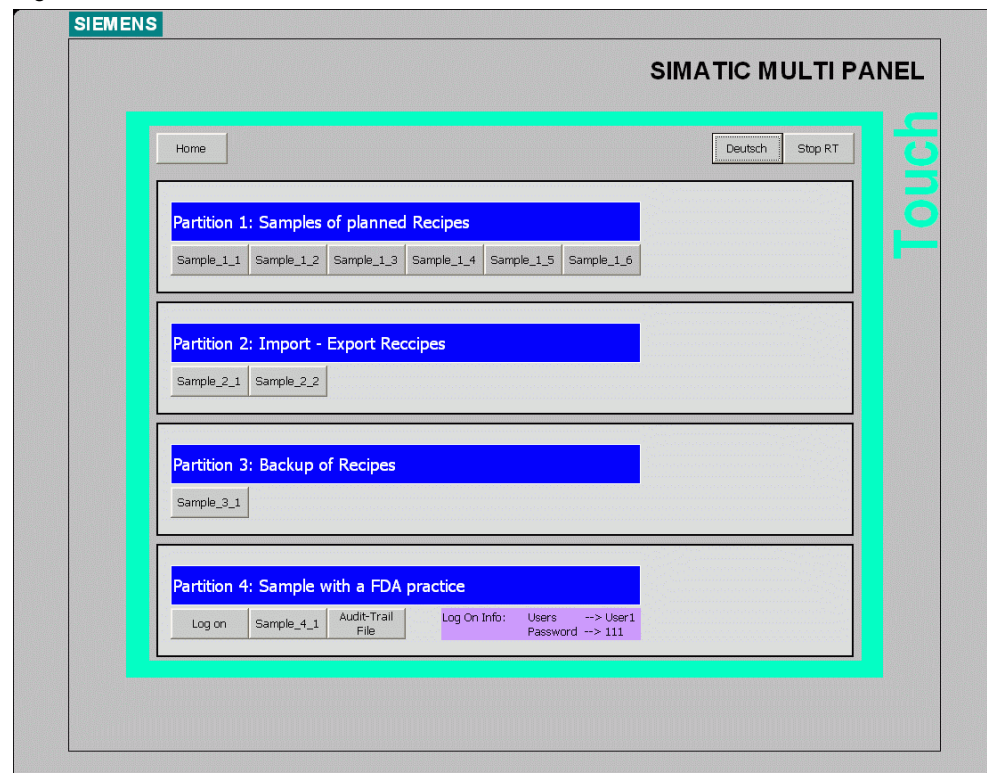 SIEMENS
SIMATIC MULTI PANEL
Touch
Home
Deutsch
Stop RT
Partition 1: Samples of planned Recipes
Sample_1_1 Sample_1_2 Sample_1_3 Sample_1_4 Sample_1_5 Sample_1_6
Partition 2: Import - Export Reccipes
Sample_2_1 Sample_2_2
Partition 3: Backup of Recipes
Sample_3_1
Partition 4: Sample with a FDA practice
Log on Sample_4_1 Audit-Trail
File
Log On Info: Users --> User1
Password --> 111